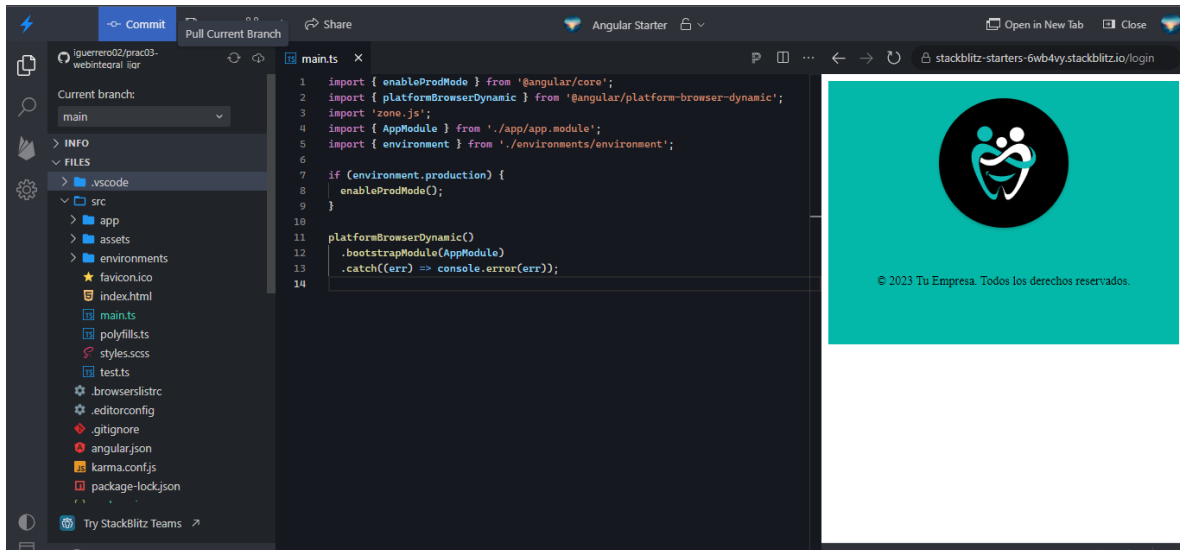 Commit
Share
Angular Starter
Open in New Tab
Close
Pull Current Branch
iguerrero02/prac03-
webintegral_ijgr
main.ts
stackblitz-starters-6wb4vy.stackblitz.io/login
Current branch:
main
INFO
FILES
.vscode
src
app
assets
environments
favicon.ico
index.html
main.ts
polyfills.ts
styles.scss
test.ts
.browserslistrc
.editorconfig
.gitignore
angular.json
karma.conf.js
package-lock.json
Try StackBlitz Teams
1 import { enableProdMode } from '@angular/core';
2 import { platformBrowserDynamic } from '@angular/platform-browser-dynamic';
3 import 'zone.js';
4 import { AppModule } from './app/app.module';
5 import { environment } from './environments/environment';
6
7 if (environment.production) {
8 enableProdMode();
9 }
10
11 platformBrowserDynamic()
12 .bootstrapModule(AppModule)
13 .catch((err) => console.error(err));
14
© 2023 Tu Empresa. Todos los derechos reservados.